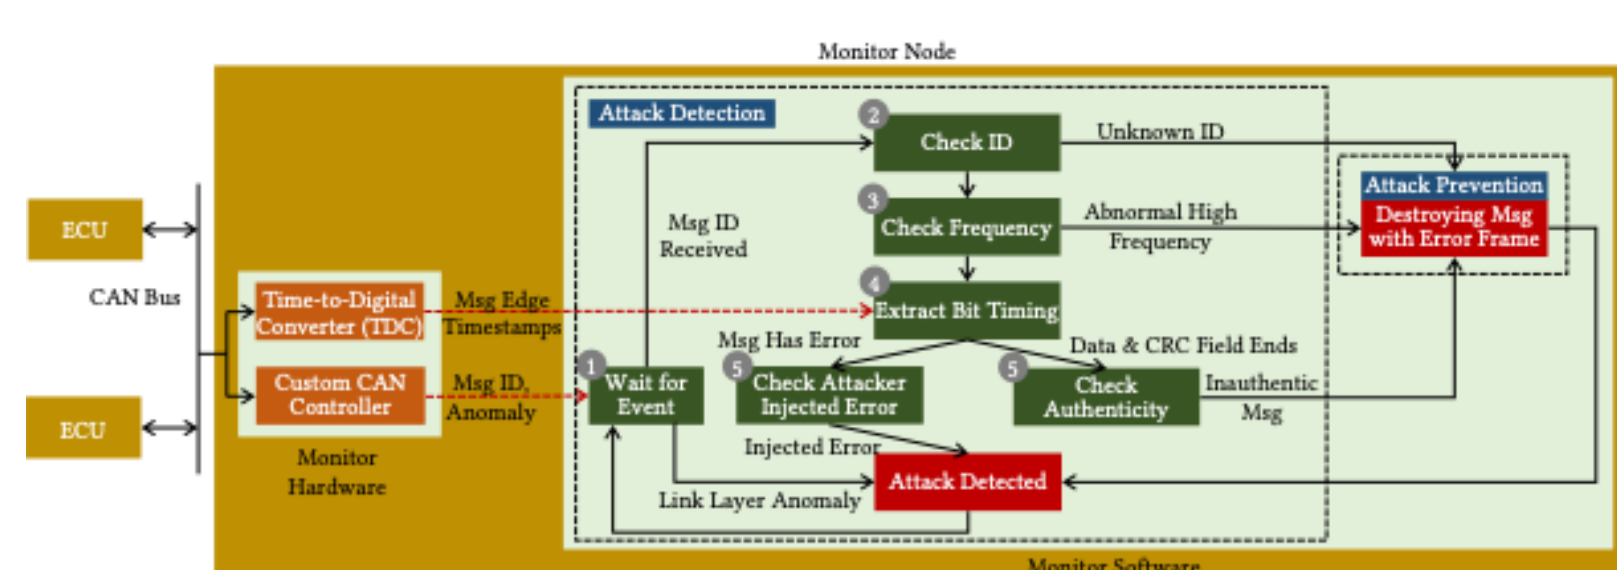 Monitor Node
Attack Detection
2
Check ID
Unknown ID
Attack Prevention
Destroying Msg
with Error Frame
3
Check Frequency
Abnormal High
Frequency
Msg ID
Received
ECU
CAN Bus
ECU
Time-to-Digital
Converter (TDC)
Msg Edge
Timestamps
4
Extract Bit Timing
Msg Has Error
Data & CRC Field Ends
Custom CAN
Controller
Msg ID,
Anomaly
1
Wait for
Event
5
Check Attacker
Injected Error
5
Check
Authenticity
Inauthentic
Msg
Monitor
Hardware
Injected Error
Attack Detected
Link Layer Anomaly
Monitor Software